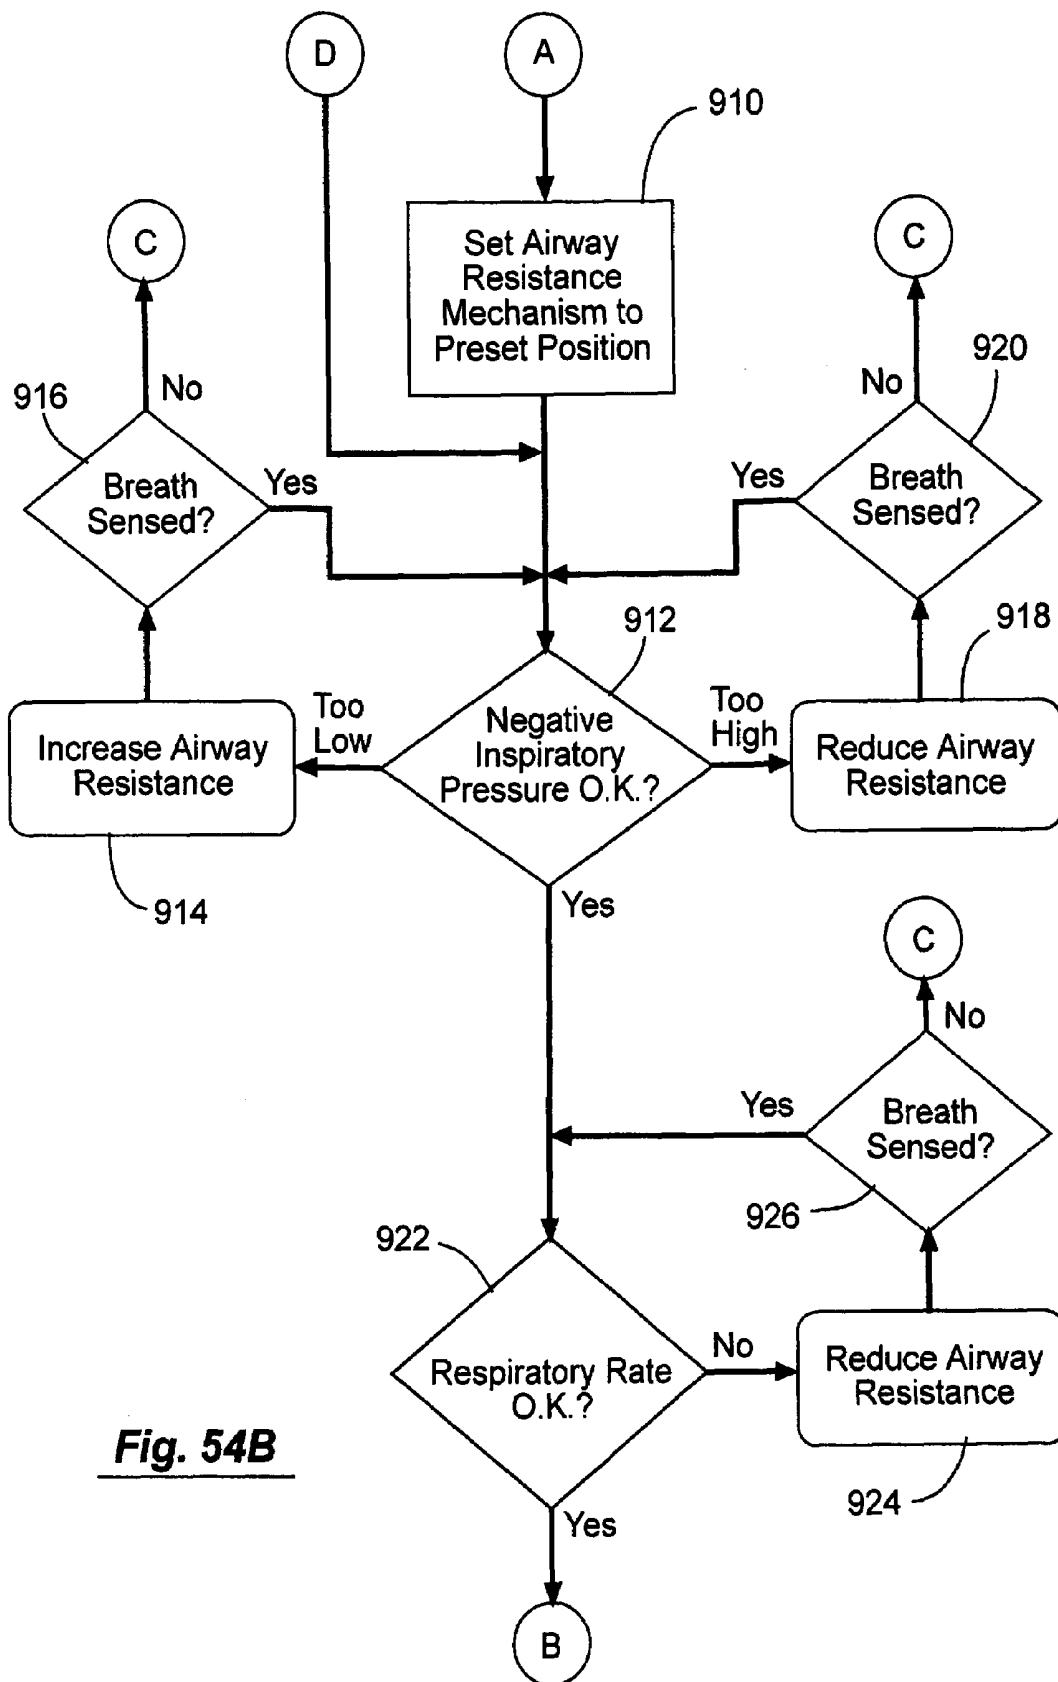 D
A
910
Set Airway
Resistance
Mechanism to
Preset Position
C
C
916
No
920
No
Breath
Sensed?
Yes
Yes
Breath
Sensed?
912
918
Increase Airway
Resistance
Too
Low
Negative
Inspiratory
Pressure O.K.?
Too
High
Reduce Airway
Resistance
914
Yes
C
No
Yes
Breath
Sensed?
926
922
Respiratory Rate
O.K.?
No
Reduce Airway
Resistance
924
Fig. 54B
Yes
B